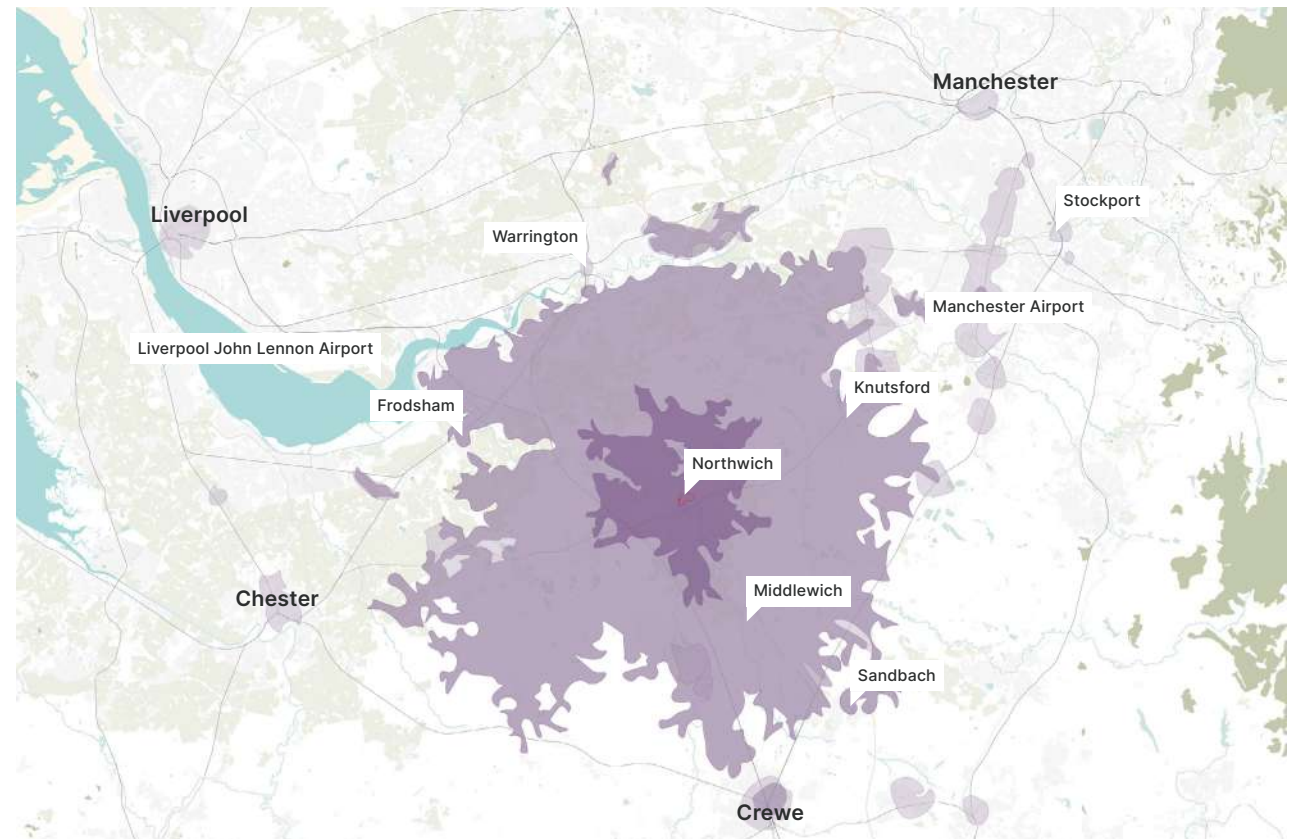 Manchester
Stockport
Liverpool
Warrington
Manchester Airport
Liverpool John Lennon Airport
Knutsford
Frodsham
Northwich
Middlewich
Chester
Sandbach
Crewe